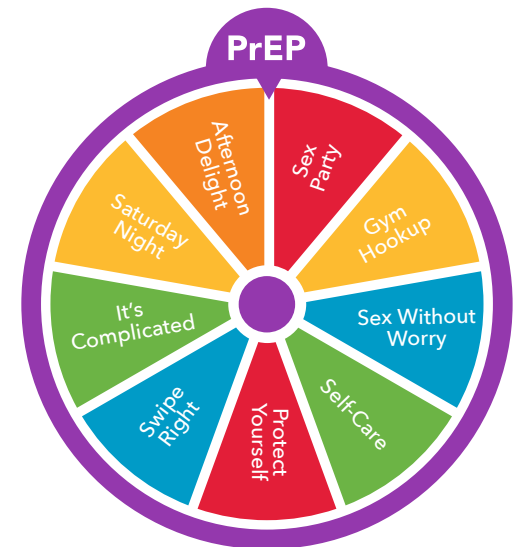 PrEP
Sex
Party
Gym
Hookup
Sex Without
Worry
Self-Care
Protect
Yourself
Swipe
Right
It's
Complicated
Saturday
Night
Afternoon
Delight